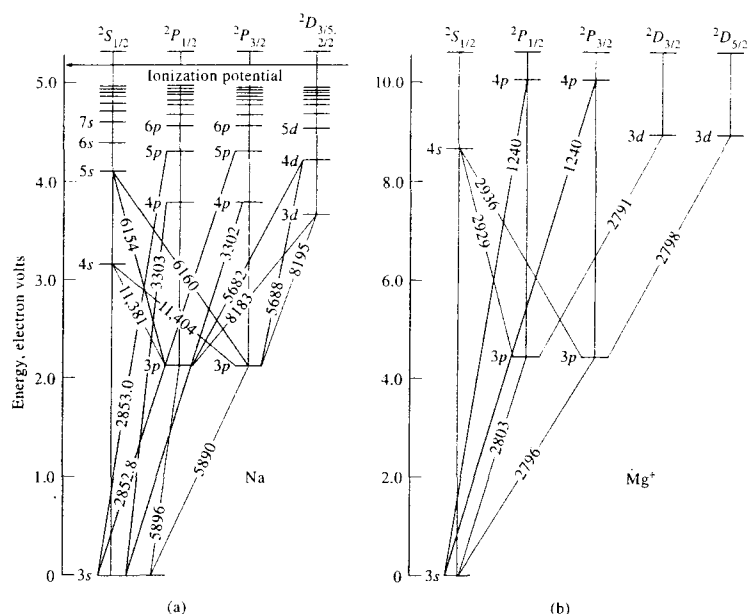 ²S₁/₂ ²P₁/₂ ²P₃/₂ ²D₃/₅, ₂/₂
Ionization potential
5.0
4.0
3.0
2.0
1.0
0
Energy, electron volts
7s
6s
5s
4s
3s
6p
5p
4p
3p
6p
5p
4p
3p
5d
4d
3d
6154
11,381
11,404
6160
3303
3302
5682
8183
5688
8195
2853.0
2852.8
5896
5890
Na
(a)
²S₁/₂ ²P₁/₂ ²P₃/₂ ²D₃/₂ ²D₅/₂
10.0
8.0
6.0
4.0
2.0
0
4s
3s
4p
3p
4p
3p
3d
3d
1240
1240
2936
2929
2791
2798
2803
2796
Mg⁺
(b)